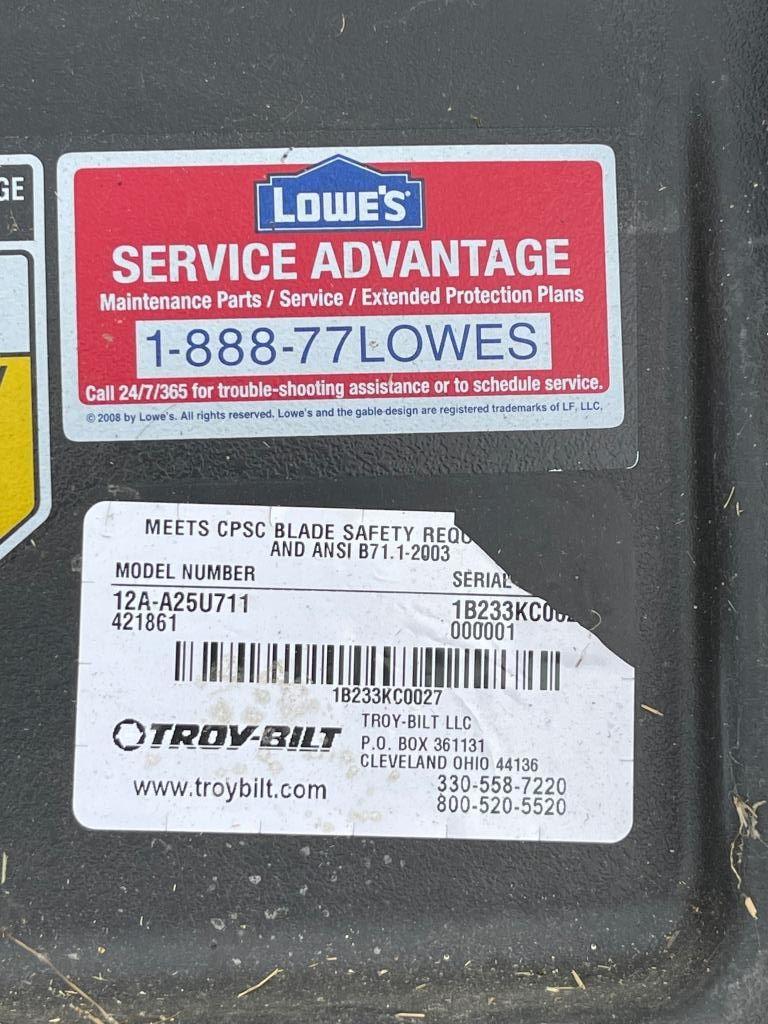 GE
LOWE'S
SERVICE ADVANTAGE
Maintenance Parts / Service / Extended Protection Plans
1-888-77LOWES
Call 24/7/365 for trouble-shooting assistance or to schedule service.
© 2008 by Lowe's. All rights reserved. Lowe's and the gable design are registered trademarks of LF, LLC.
MEETS CPSC BLADE SAFETY REQU
AND ANSI B71.1-2003
MODEL NUMBER SERIAL
12A-A25U711 1B233KC00
421861 000001
1B233KC0027
TROY-BILT TROY-BILT LLC
P.O. BOX 361131
CLEVELAND OHIO 44136
www.troybilt.com 330-558-7220
800-520-5520